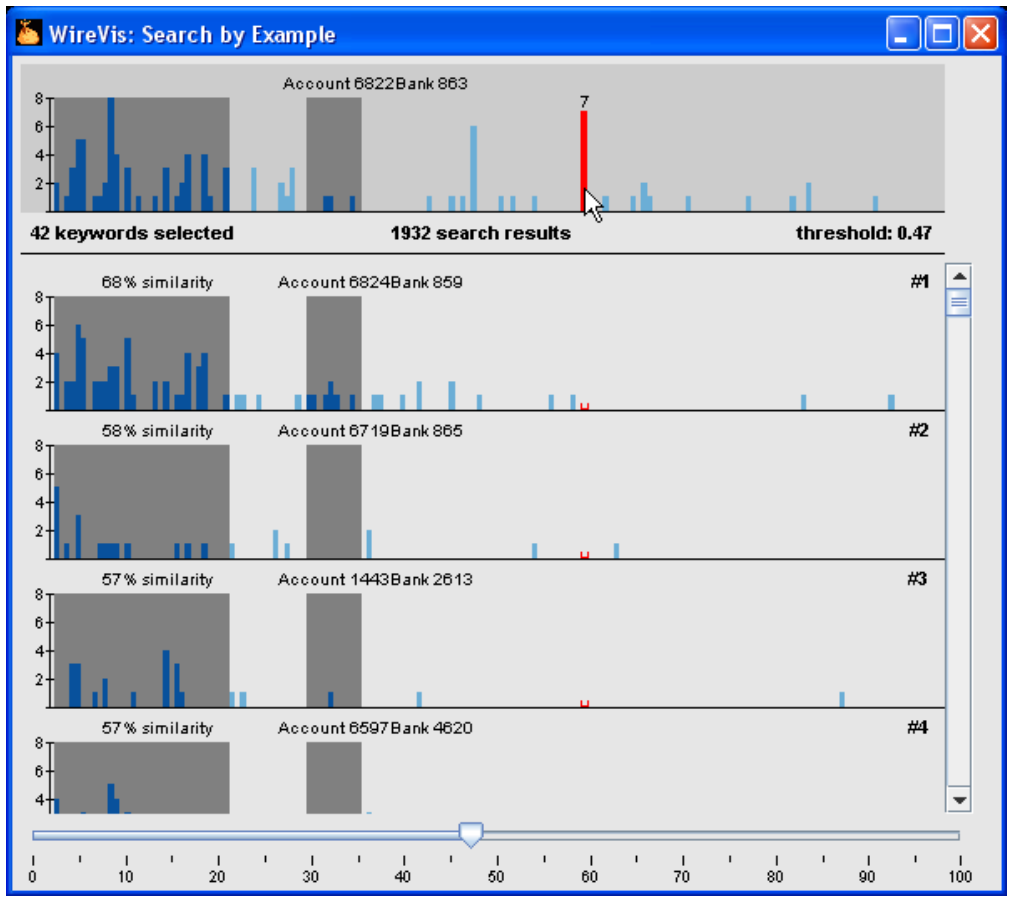 WireVis: Search by Example
Account 6822Bank 863
8
6
4
2
7
42 keywords selected 1932 search results threshold: 0.47
68% similarity Account 6824Bank 859 #1
8
6
4
2
58% similarity Account 6719Bank 865 #2
8
6
4
2
57% similarity Account 1443Bank 2613 #3
8
6
4
2
57% similarity Account 6597Bank 4620 #4
8
6
4
0 10 20 30 40 50 60 70 80 90 100